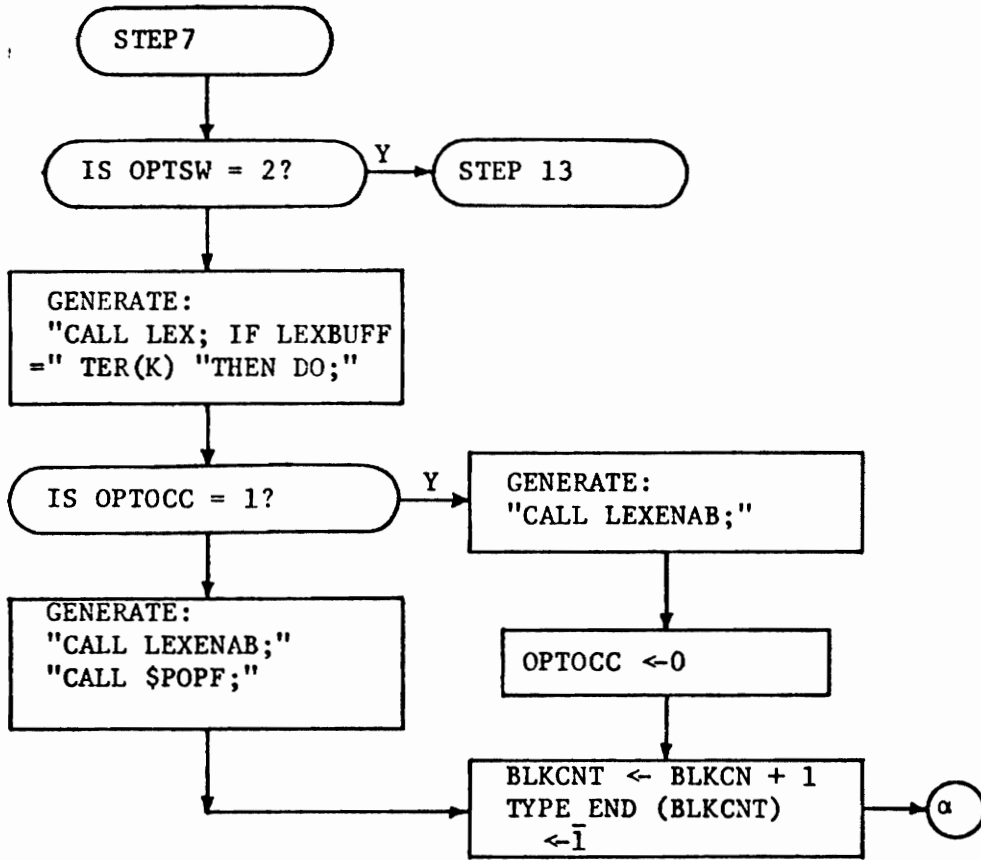 STEP7
IS OPTSW = 2?
Y
STEP 13
GENERATE:
"CALL LEX; IF LEXBUFF
=" TER(K) "THEN DO;"
IS OPTOCC = 1?
Y
GENERATE:
"CALL LEXENAB;"
GENERATE:
"CALL LEXENAB;"
"CALL $POPF;"
OPTOCC <-0
BLKCNT <- BLKCN + 1
TYPE_END (BLKCNT)
<-1
α